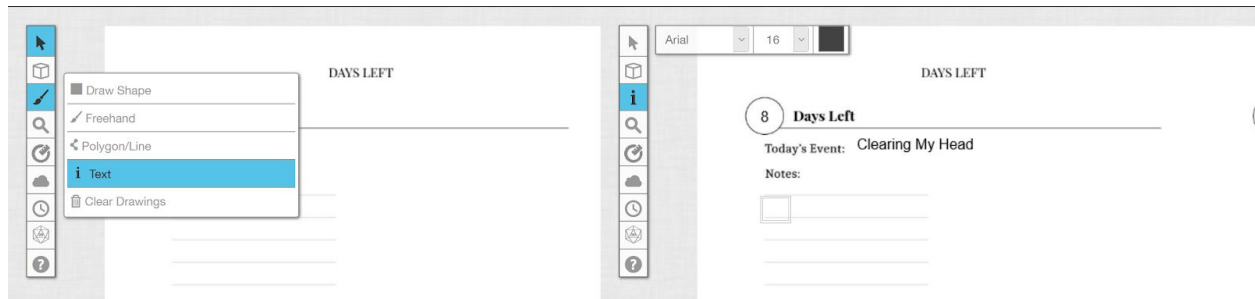 DAYS LEFT
Draw Shape
Freehand
Polygon/Line
i Text
Clear Drawings
Arial
16
DAYS LEFT
i
8
Days Left
Today's Event: Clearing My Head
Notes: